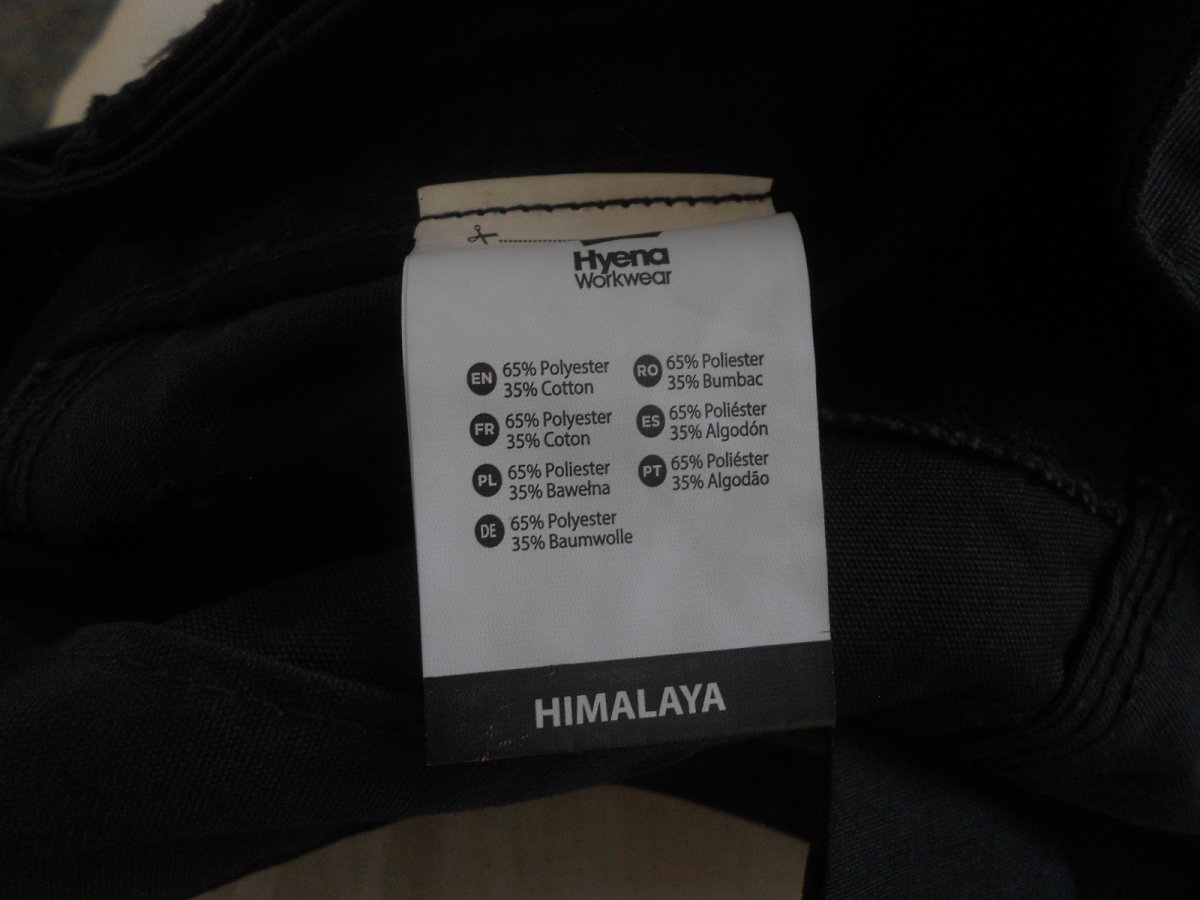 Hyena
Workwear
EN
65% Polyester
35% Cotton
FR
65% Polyester
35% Coton
PL
65% Poliester
35% Bawełna
DE
65% Polyester
35% Baumwolle
RO
65% Poliester
35% Bumbac
ES
65% Poliéster
35% Algodón
PT
65% Poliéster
35% Algodão
HIMALAYA